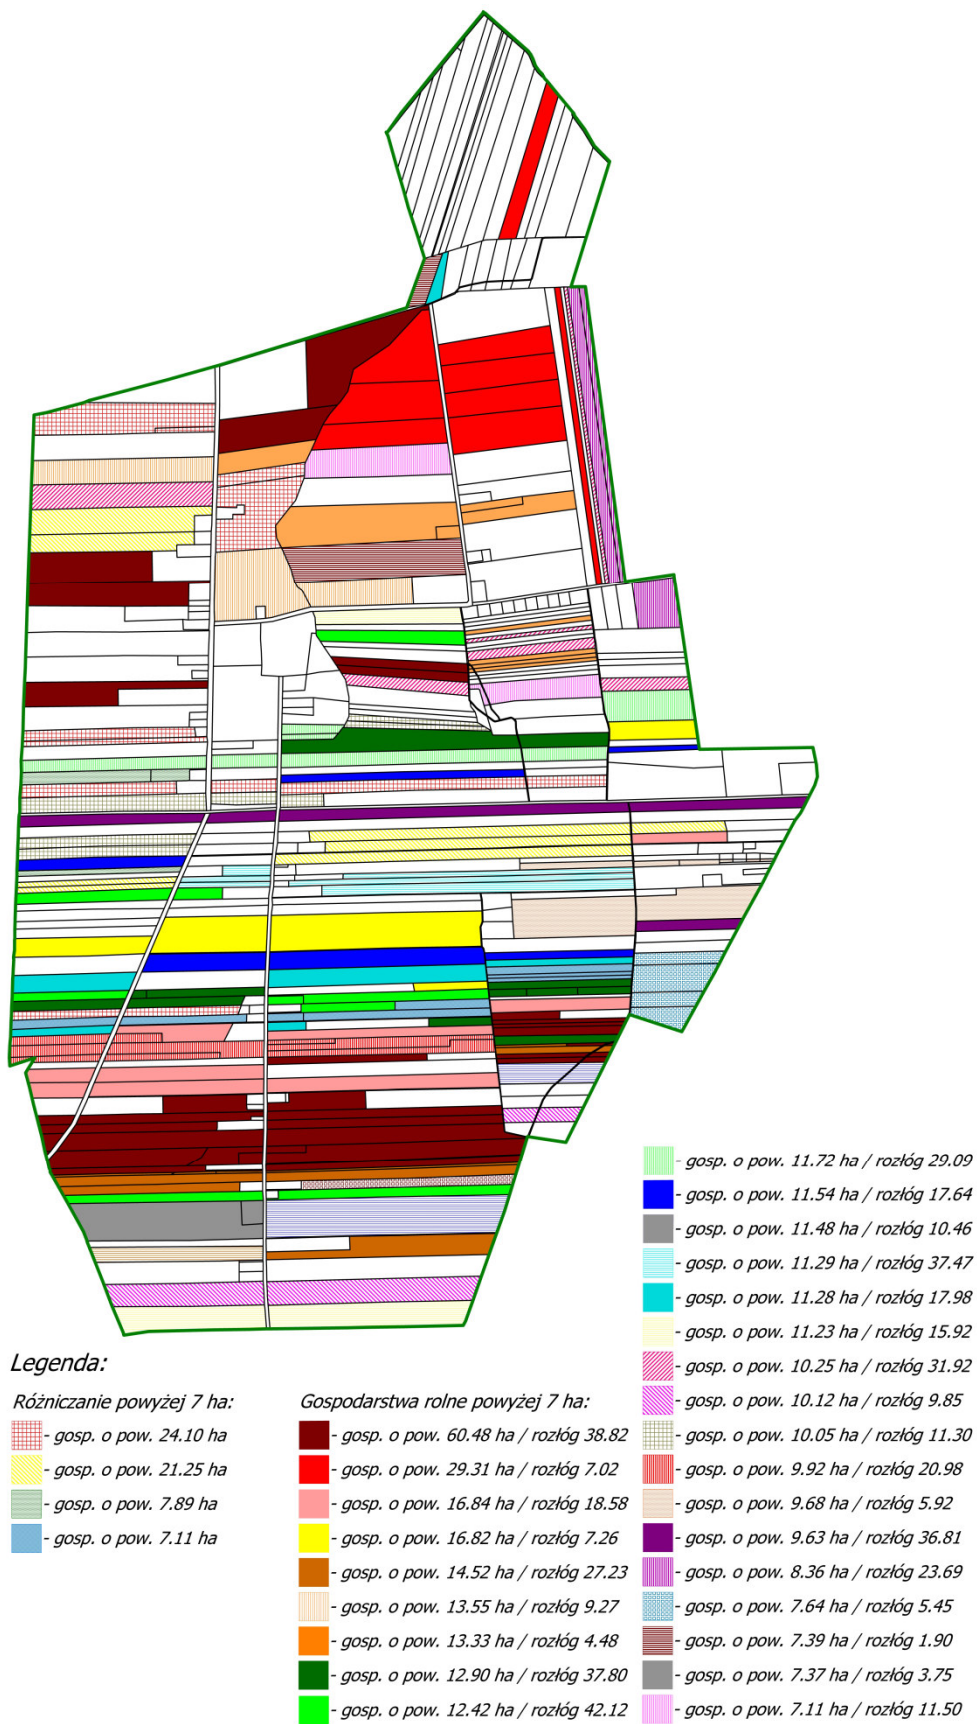 Legenda:
Różniczanie powyżej 7 ha:
- gosp. o pow. 24.10 ha
- gosp. o pow. 21.25 ha
- gosp. o pow. 7.89 ha
- gosp. o pow. 7.11 ha
Gospodarstwa rolne powyżej 7 ha:
- gosp. o pow. 60.48 ha / rozłóg 38.82
- gosp. o pow. 29.31 ha / rozłóg 7.02
- gosp. o pow. 16.84 ha / rozłóg 18.58
- gosp. o pow. 16.82 ha / rozłóg 7.26
- gosp. o pow. 14.52 ha / rozłóg 27.23
- gosp. o pow. 13.55 ha / rozłóg 9.27
- gosp. o pow. 13.33 ha / rozłóg 4.48
- gosp. o pow. 12.90 ha / rozłóg 37.80
- gosp. o pow. 12.42 ha / rozłóg 42.12
- gosp. o pow. 11.72 ha / rozłóg 29.09
- gosp. o pow. 11.54 ha / rozłóg 17.64
- gosp. o pow. 11.48 ha / rozłóg 10.46
- gosp. o pow. 11.29 ha / rozłóg 37.47
- gosp. o pow. 11.28 ha / rozłóg 17.98
- gosp. o pow. 11.23 ha / rozłóg 15.92
- gosp. o pow. 10.25 ha / rozłóg 31.92
- gosp. o pow. 10.12 ha / rozłóg 9.85
- gosp. o pow. 10.05 ha / rozłóg 11.30
- gosp. o pow. 9.92 ha / rozłóg 20.98
- gosp. o pow. 9.68 ha / rozłóg 5.92
- gosp. o pow. 9.63 ha / rozłóg 36.81
- gosp. o pow. 8.36 ha / rozłóg 23.69
- gosp. o pow. 7.64 ha / rozłóg 5.45
- gosp. o pow. 7.39 ha / rozłóg 1.90
- gosp. o pow. 7.37 ha / rozłóg 3.75
- gosp. o pow. 7.11 ha / rozłóg 11.50